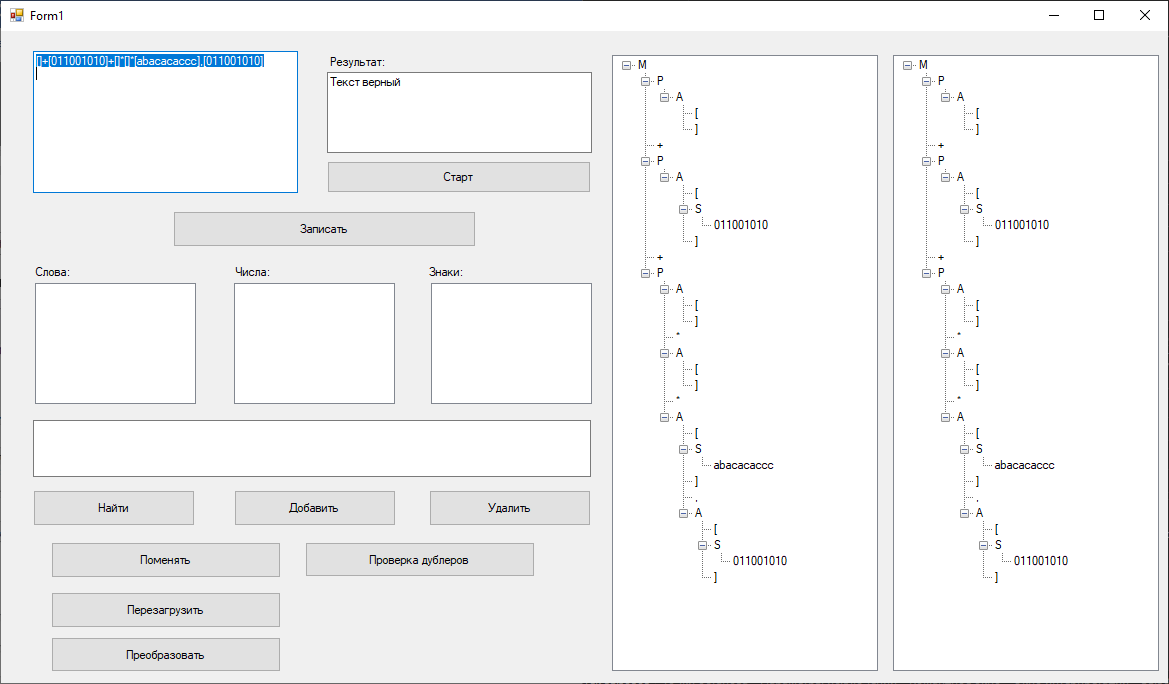 Form1
[]+[011001010]+[]*[]*[abacacaccc],[011001010]
Результат:
Текст верный
Старт
Записать
Слова:
Числа:
Знаки:
Найти
Добавить
Удалить
Поменять
Проверка дублеров
Перезагрузить
Преобразовать
M
P
A
[
]
+
P
A
[
S
011001010
]
+
P
A
[
]
*
A
[
]
*
A
[
S
abacacaccc
]
,
A
[
S
011001010
]
M
P
A
[
]
+
P
A
[
S
011001010
]
+
P
A
[
]
*
A
[
]
*
A
[
S
abacacaccc
]
,
A
[
S
011001010
]